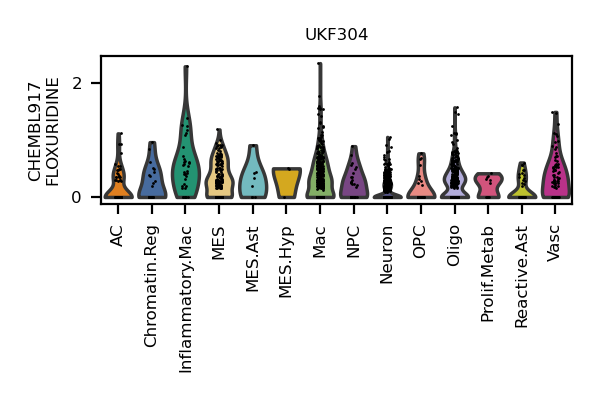 UKF304
CHEMBL917
FLOXURIDINE
2
0
AC
Chromatin.Reg
Inflammatory.Mac
MES
MES.Ast
MES.Hyp
Mac
NPC
Neuron
OPC
Oligo
Prolif.Metab
Reactive.Ast
Vasc